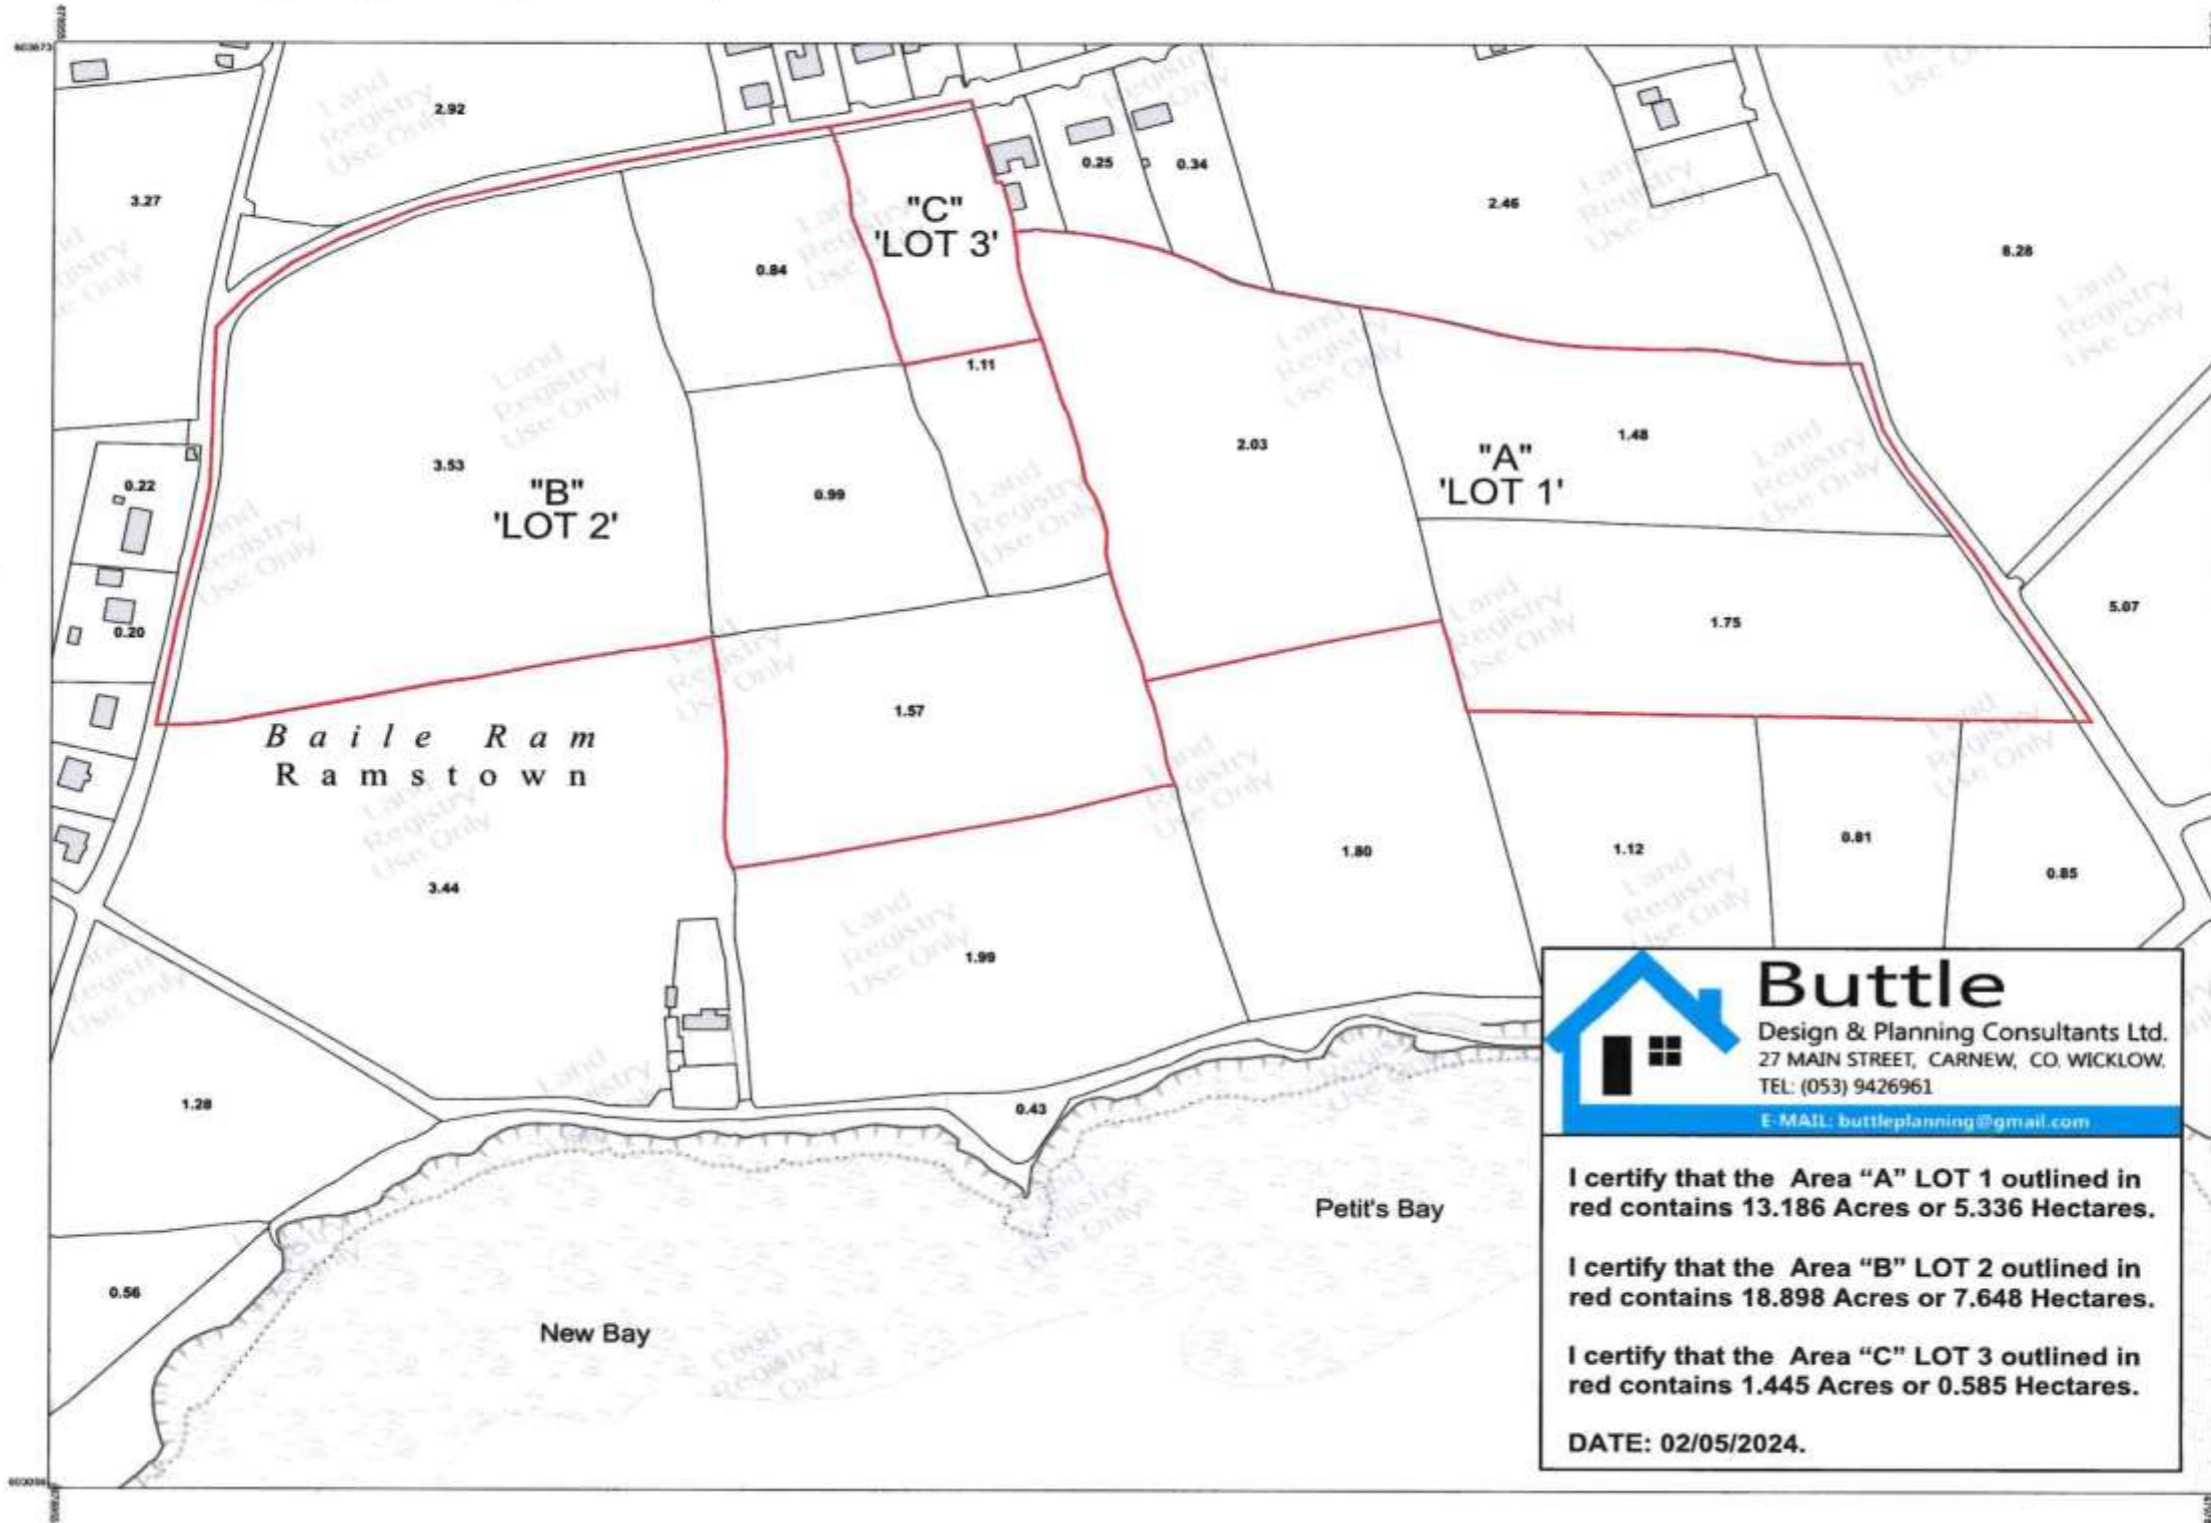 603673
2.92
3.27
0.25
0.34
2.46
8.28
"C"
'LOT 3'
0.84
1.11
2.03
1.48
"A"
'LOT 1'
3.53
"B"
'LOT 2'
0.99
0.22
0.20
1.75
5.07
1.57
Baile Ram
Ramstown
3.44
1.80
1.12
0.81
0.85
1.99
1.28
0.43
0.56
Petit's Bay
New Bay
Land
Registry
Use Only
Buttle
Design & Planning Consultants Ltd.
27 MAIN STREET, CARNEW, CO. WICKLOW.
TEL: (053) 9426961
E-MAIL: buttleplanning@gmail.com
I certify that the Area “A” LOT 1 outlined in
red contains 13.186 Acres or 5.336 Hectares.
I certify that the Area “B” LOT 2 outlined in
red contains 18.898 Acres or 7.648 Hectares.
I certify that the Area “C” LOT 3 outlined in
red contains 1.445 Acres or 0.585 Hectares.
DATE: 02/05/2024.